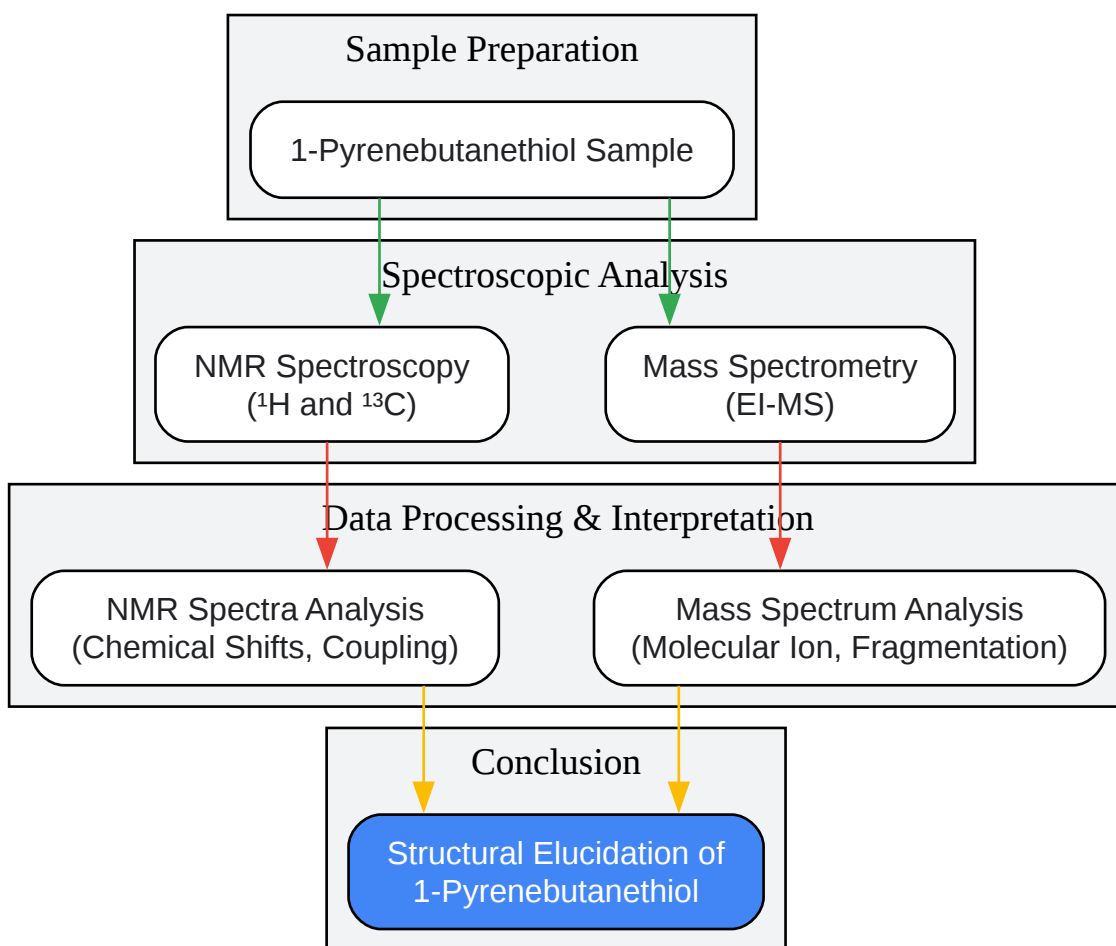 Sample Preparation
1-Pyrenebutanethiol Sample
Spectroscopic Analysis
NMR Spectroscopy
(¹H and ¹³C)
Mass Spectrometry
(EI-MS)
Data Processing & Interpretation
NMR Spectra Analysis
(Chemical Shifts, Coupling)
Mass Spectrum Analysis
(Molecular Ion, Fragmentation)
Conclusion
Structural Elucidation of
1-Pyrenebutanethiol